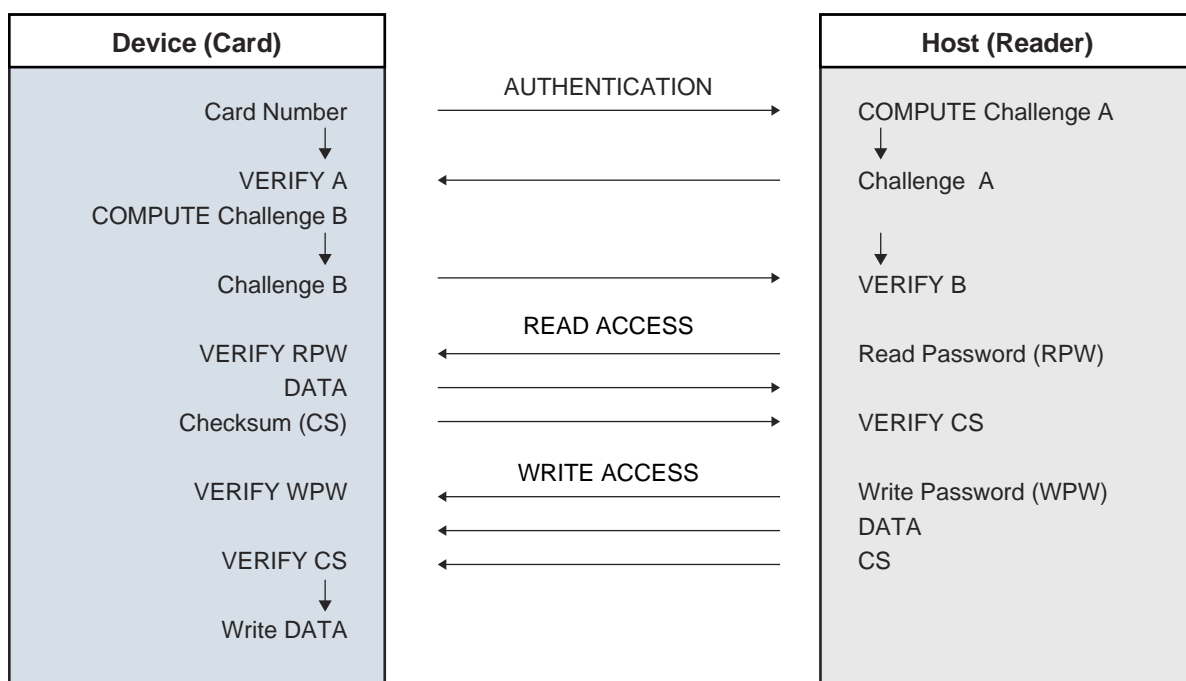 Device (Card)
Host (Reader)
AUTHENTICATION
Card Number
COMPUTE Challenge A
VERIFY A
Challenge A
COMPUTE Challenge B
Challenge B
VERIFY B
READ ACCESS
VERIFY RPW
Read Password (RPW)
DATA
Checksum (CS)
VERIFY CS
WRITE ACCESS
VERIFY WPW
Write Password (WPW)
DATA
VERIFY CS
CS
Write DATA